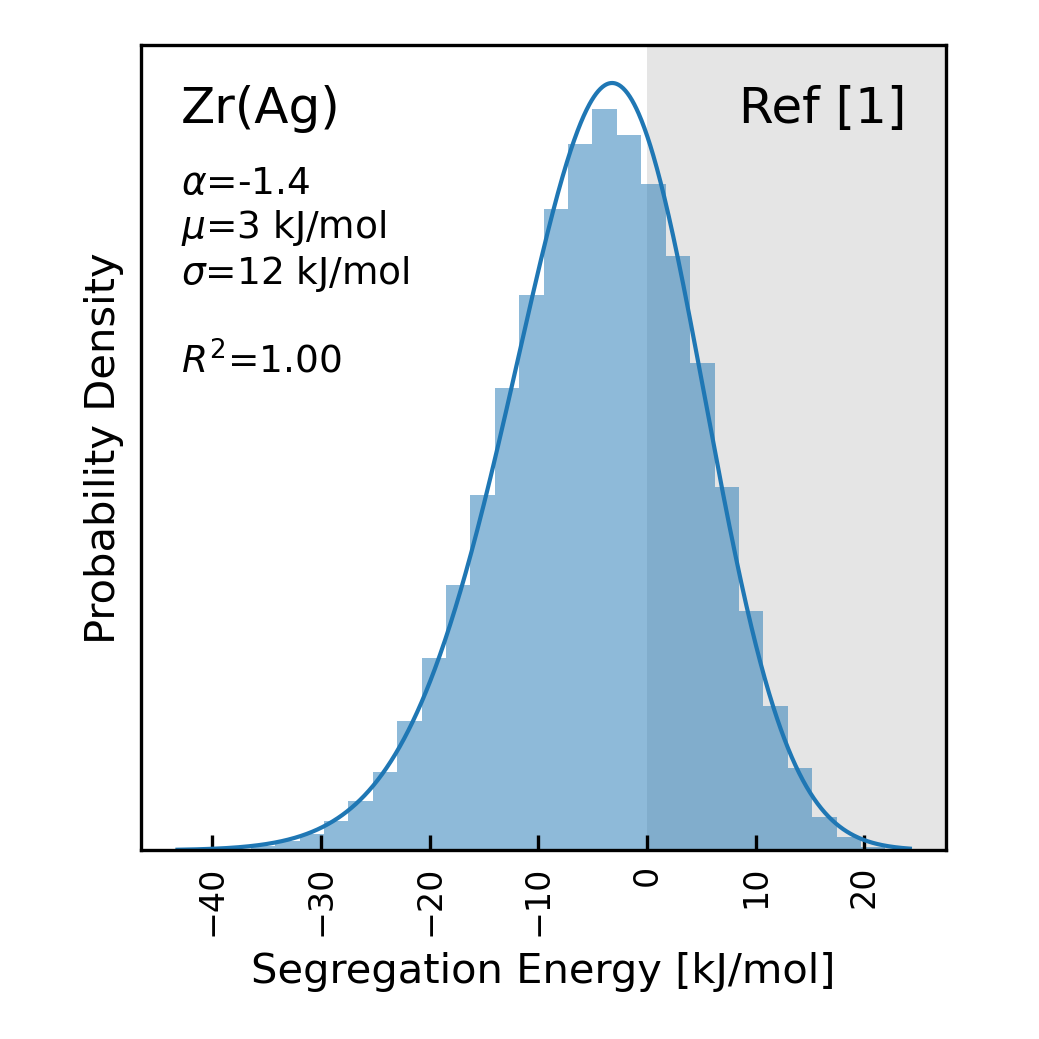 Zr(Ag)
Ref [1]
α=-1.4
μ=3 kJ/mol
σ=12 kJ/mol
R²=1.00
Probability Density
−40
−30
−20
−10
0
10
20
Segregation Energy [kJ/mol]